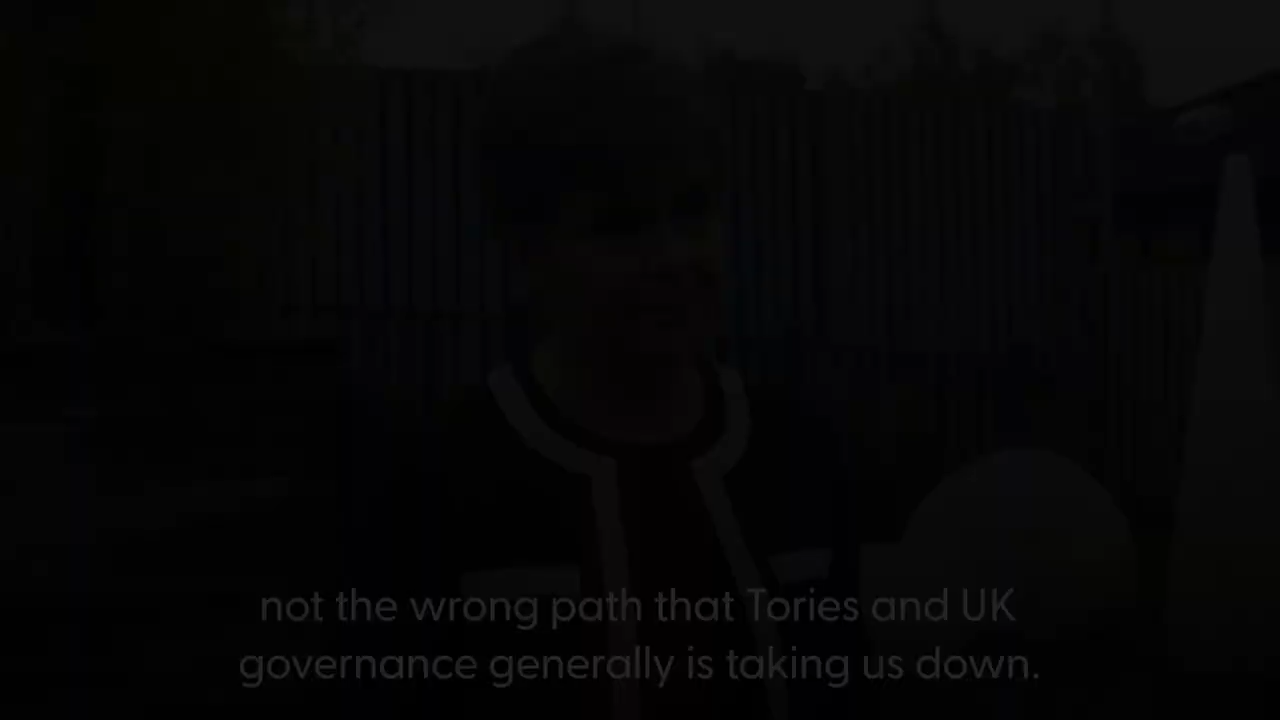 not the wrong path that Tories and UK
governance generally is taking us down.